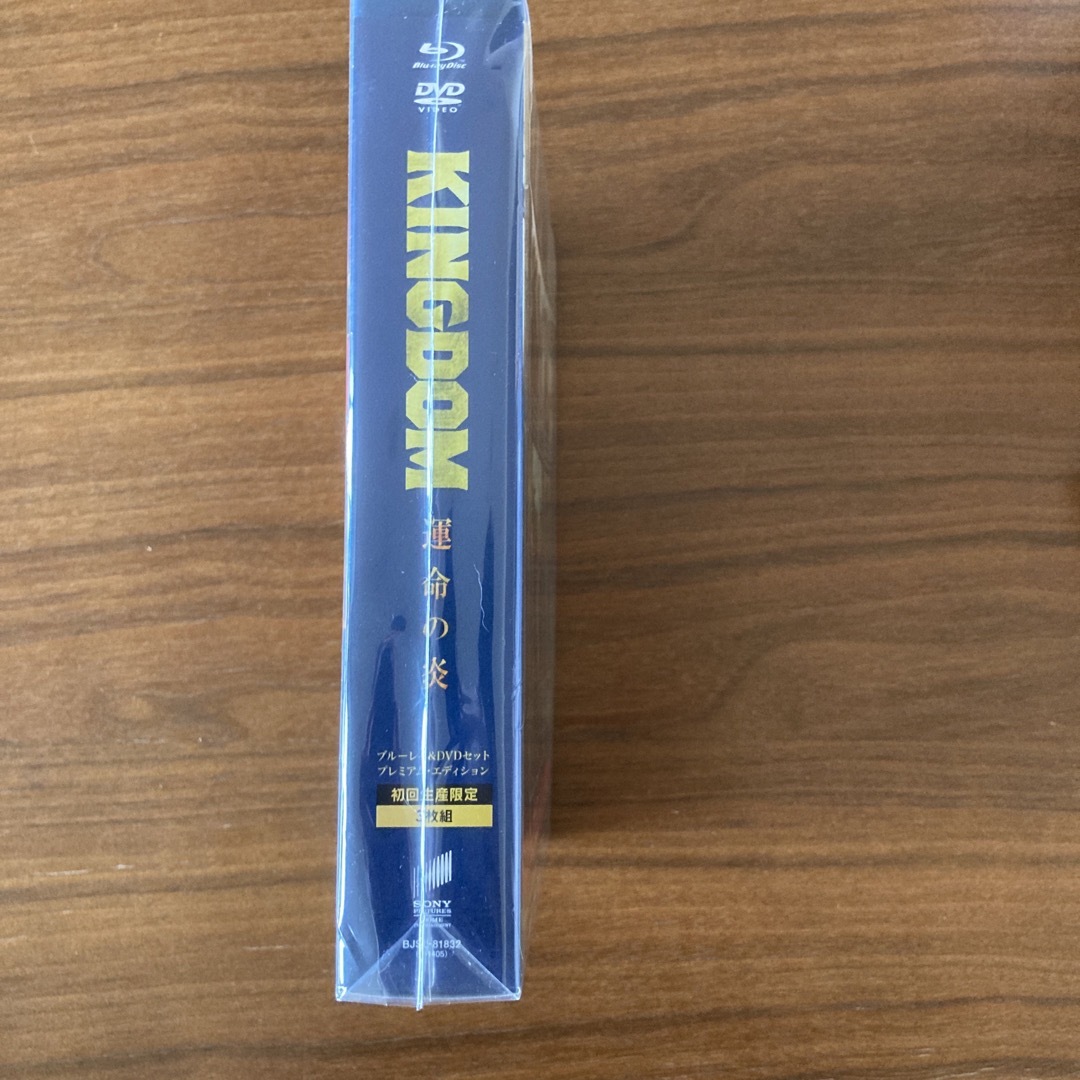 Blu-ray Disc
DVD
VIDEO
KINGDOM
運命の炎
ブルーレイ&DVDセット
プレミアム・エディション
初回生産限定
3枚組
SONY
PICTURES
HOME